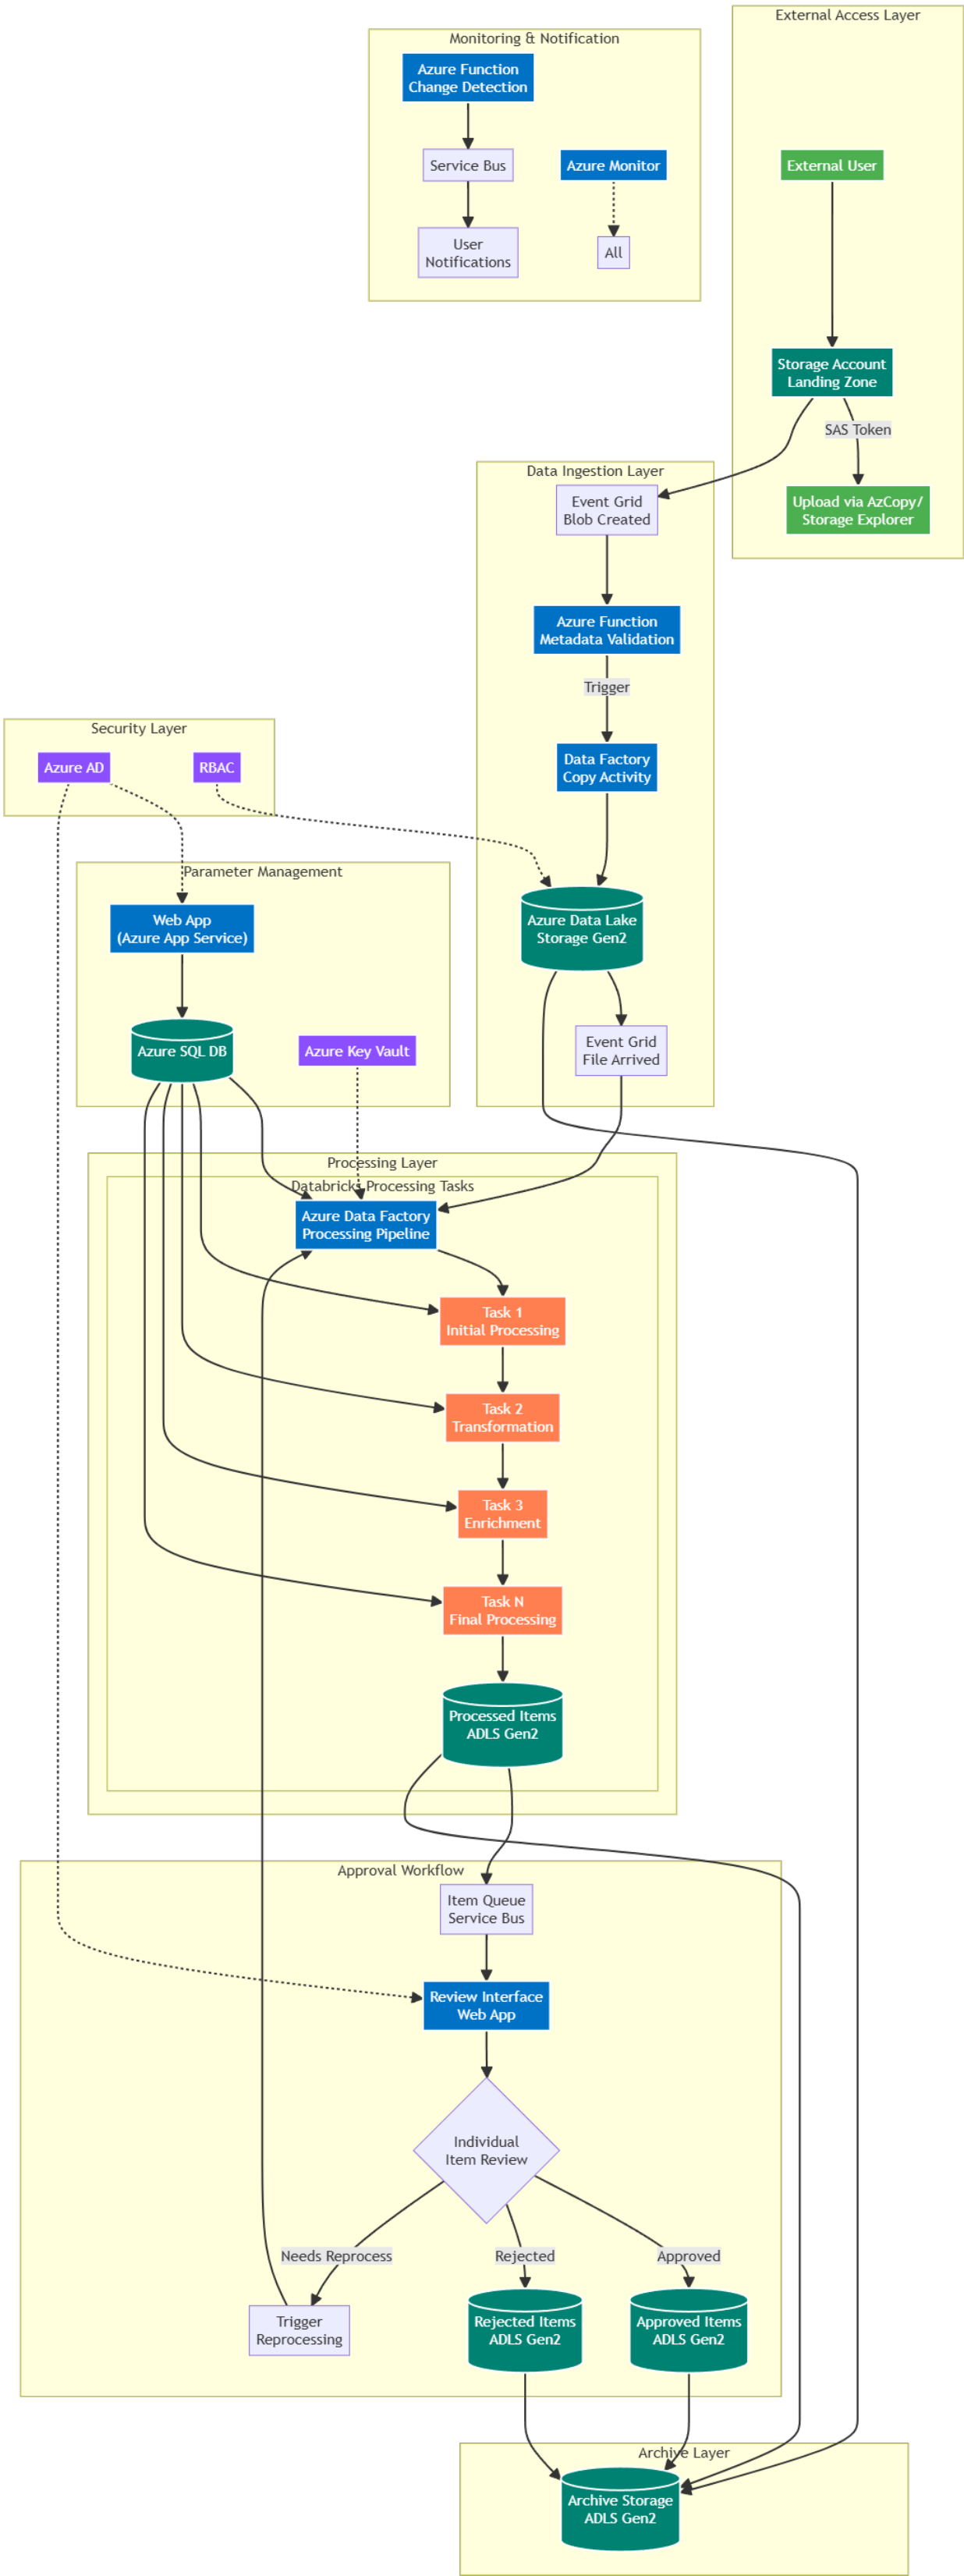 External Access Layer
Monitoring & Notification
Azure Function
Change Detection
Service Bus
Azure Monitor
External User
User
Notifications
All
Storage Account
Landing Zone
SAS Token
Data Ingestion Layer
Event Grid
Blob Created
Upload via AzCopy/
Storage Explorer
Azure Function
Metadata Validation
Trigger
Security Layer
Azure AD
RBAC
Data Factory
Copy Activity
Parameter Management
Web App
(Azure App Service)
Azure Data Lake
Storage Gen2
Azure SQL DB
Azure Key Vault
Event Grid
File Arrived
Processing Layer
Databricks Processing Tasks
Azure Data Factory
Processing Pipeline
Task 1
Initial Processing
Task 2
Transformation
Task 3
Enrichment
Task N
Final Processing
Processed Items
ADLS Gen2
Approval Workflow
Item Queue
Service Bus
Review Interface
Web App
Individual
Item Review
Needs Reprocess
Rejected
Approved
Trigger
Reprocessing
Rejected Items
ADLS Gen2
Approved Items
ADLS Gen2
Archive Layer
Archive Storage
ADLS Gen2